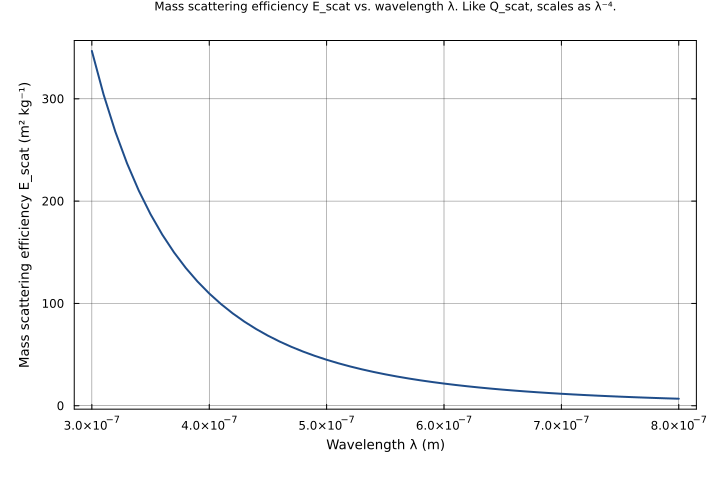 Mass scattering efficiency E_scat vs. wavelength λ. Like Q_scat, scales as λ⁻⁴.
Mass scattering efficiency E_scat (m² kg⁻¹)
300
200
100
0
3.0×10⁻⁷ 4.0×10⁻⁷ 5.0×10⁻⁷ 6.0×10⁻⁷ 7.0×10⁻⁷ 8.0×10⁻⁷
Wavelength λ (m)